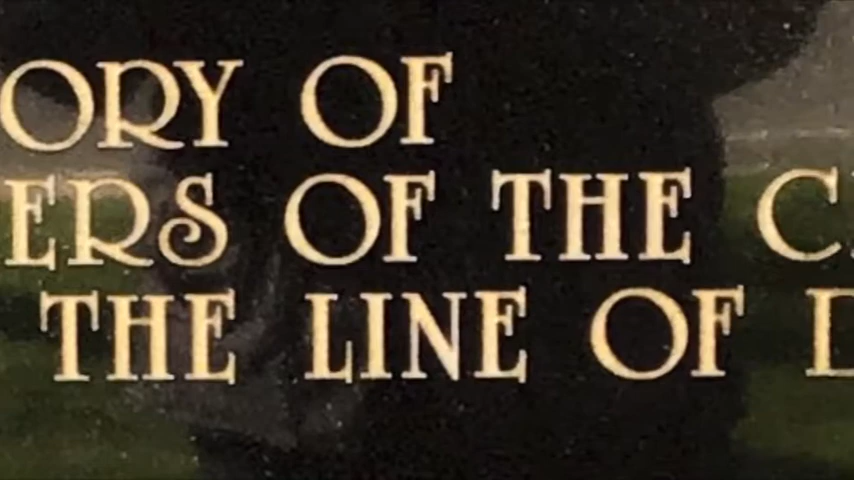 ORY OF
ERS OF THE C
THE LINE OF D